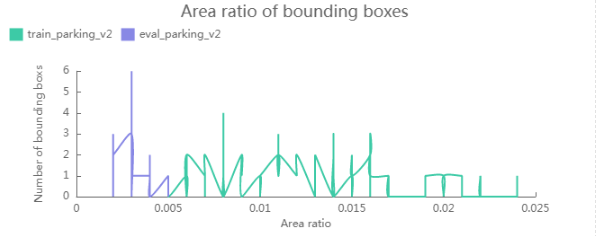 Area ratio of bounding boxes
train_parking_v2 eval_parking_v2
Number of bounding boxs
6
5
4
3
2
1
0
0 0.005 0.01 0.015 0.02 0.025
Area ratio